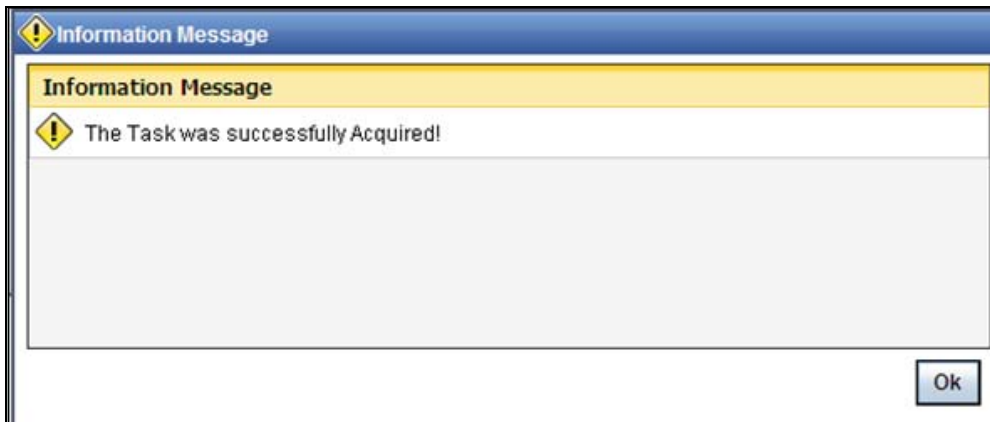 Information Message
Information Message
The Task was successfully Acquired!
Ok